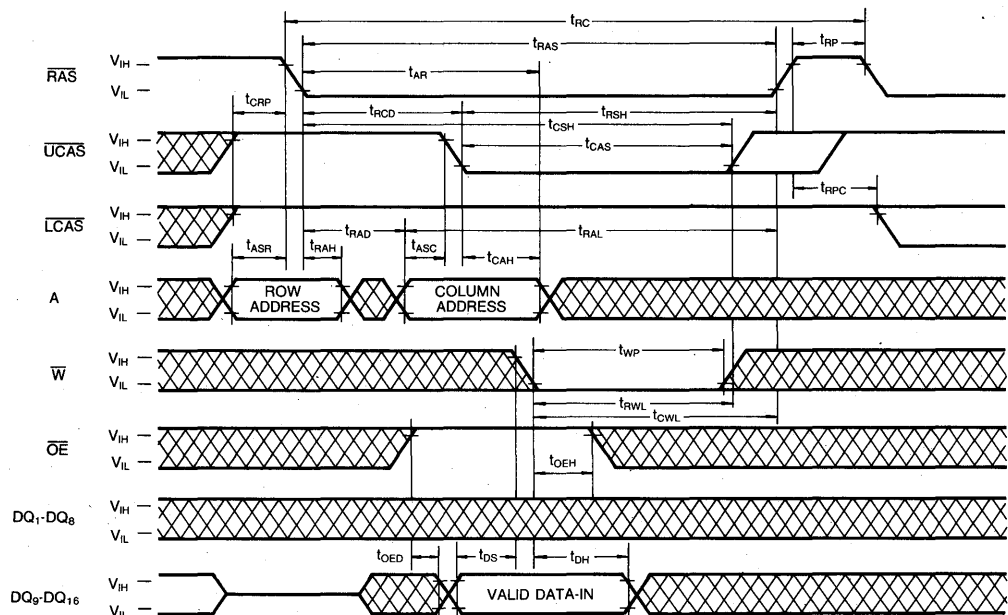 tRC
tRAS
tRP
tAR
RAS
VIH
VIL
tCRP
tRCD
tRSH
tCSH
tCAS
UCAS
VIH
VIL
tRPC
LCAS
VIH
VIL
tRAD
tRAL
tASR
tRAH
tASC
tCAH
A
VIH
VIL
ROW ADDRESS
COLUMN ADDRESS
W
VIH
VIL
tWP
tRWL
tCWL
OE
VIH
VIL
tOEH
DQ1-DQ8
VIH
VIL
tOED
tDS
tDH
DQ9-DQ16
VIH
VIL
VALID DATA-IN